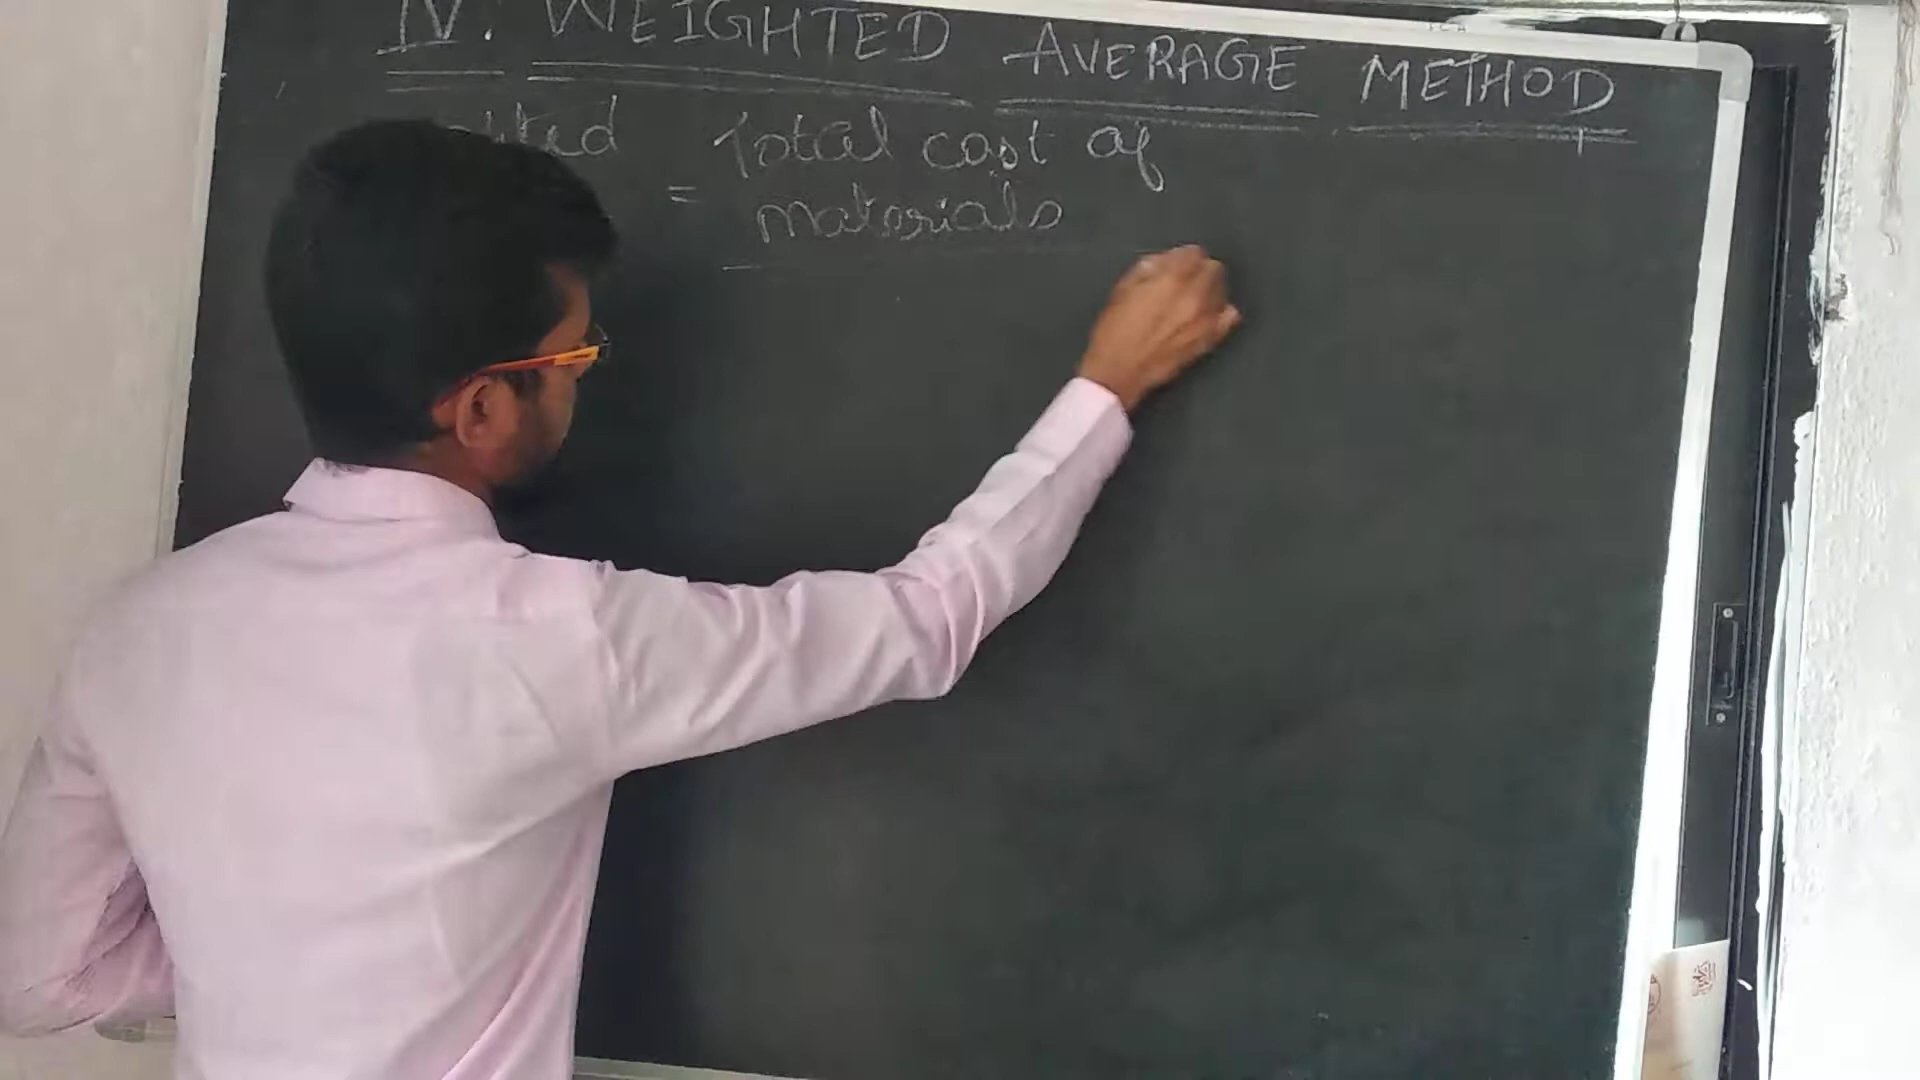 IV. WEIGHTED AVERAGE METHOD
Total cost of
=
materials